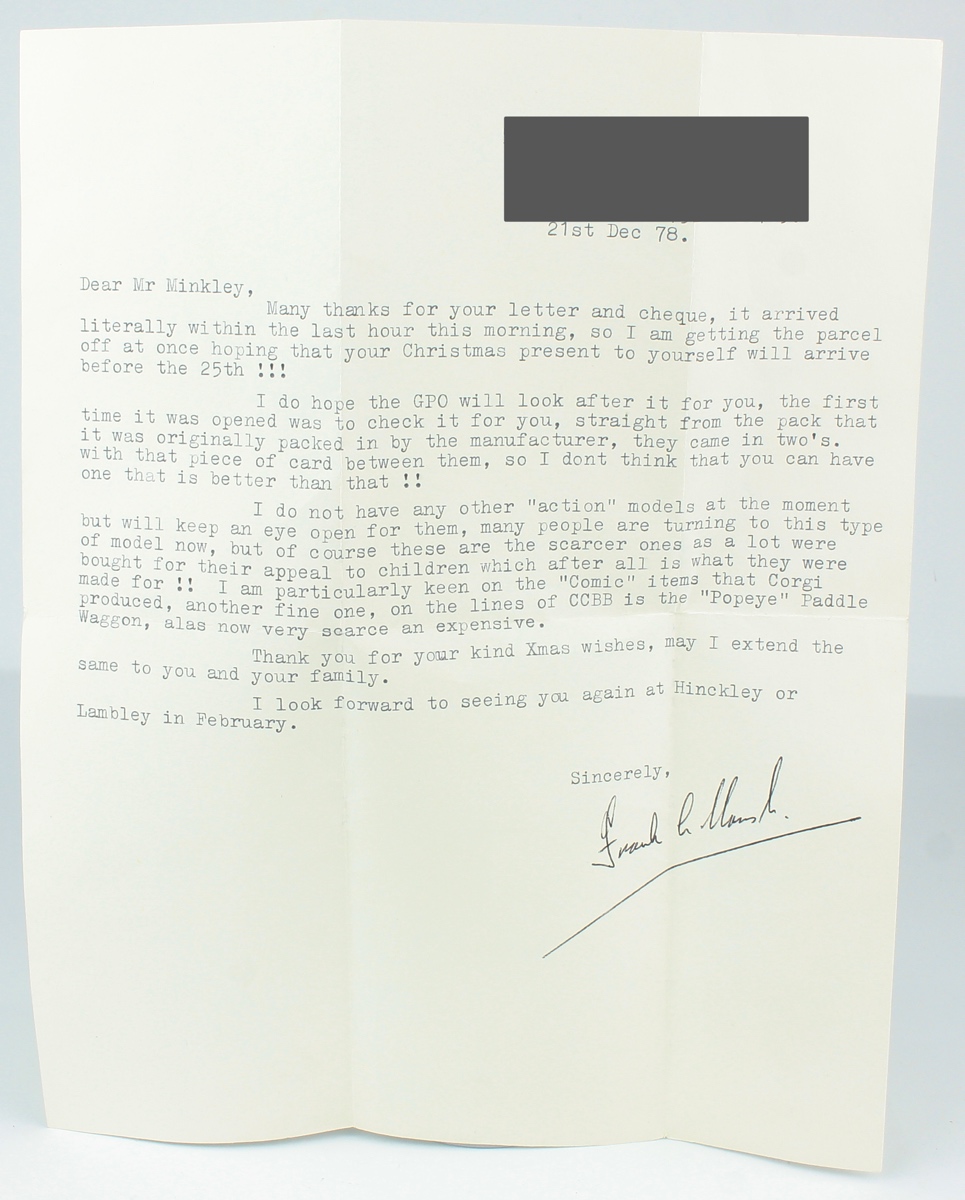 21st Dec 78.
Dear Mr Minkley,
Many thanks for your letter and cheque, it arrived
literally within the last hour this morning, so I am getting the parcel
off at once hoping that your Christmas present to yourself will arrive
before the 25th !!!
I do hope the GPO will look after it for you, the first
time it was opened was to check it for you, straight from the pack that
it was originally packed in by the manufacturer, they came in two's.
with that piece of card between them, so I dont think that you can have
one that is better than that !!
I do not have any other "action" models at the moment
but will keep an eye open for them, many people are turning to this type
of model now, but of course these are the scarcer ones as a lot were
bought for their appeal to children which after all is what they were
made for !! I am particularly keen on the "Comic" items that Corgi
produced, another fine one, on the lines of CCBB is the "Popeye" Paddle
Waggon, alas now very scarce an expensive.
Thank you for your kind Xmas wishes, may I extend the
same to you and your family.
I look forward to seeing you again at Hinckley or
Lambley in February.
Sincerely,
Frank